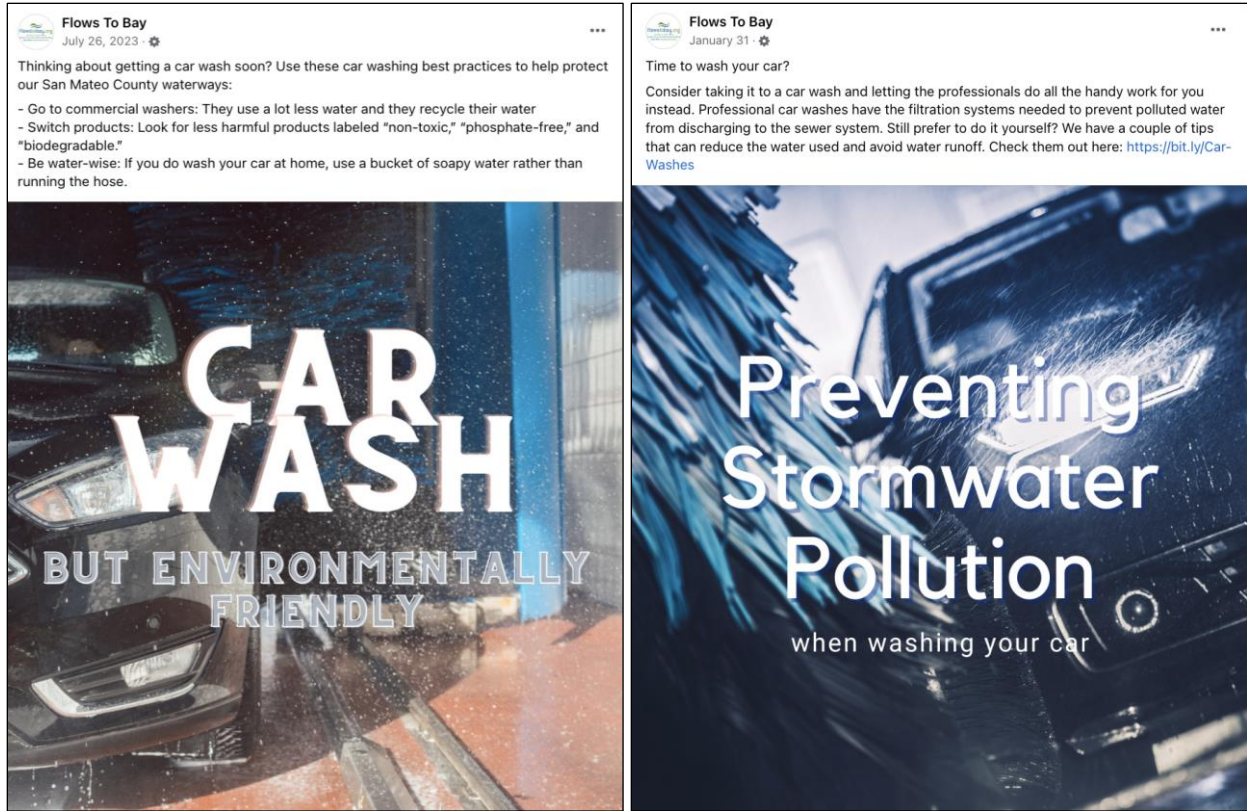 Flows To Bay
July 26, 2023
Thinking about getting a car wash soon? Use these car washing best practices to help protect
our San Mateo County waterways:
- Go to commercial washers: They use a lot less water and they recycle their water
- Switch products: Look for less harmful products labeled “non-toxic,” “phosphate-free,” and
“biodegradable.”
- Be water-wise: If you do wash your car at home, use a bucket of soapy water rather than
running the hose.
CAR
WASH
BUT ENVIRONMENTALLY
FRIENDLY
Flows To Bay
January 31
Time to wash your car?
Consider taking it to a car wash and letting the professionals do all the handy work for you
instead. Professional car washes have the filtration systems needed to prevent polluted water
from discharging to the sewer system. Still prefer to do it yourself? We have a couple of tips
that can reduce the water used and avoid water runoff. Check them out here: https://bit.ly/Car-
Washes
Preventing
Stormwater
Pollution
when washing your car